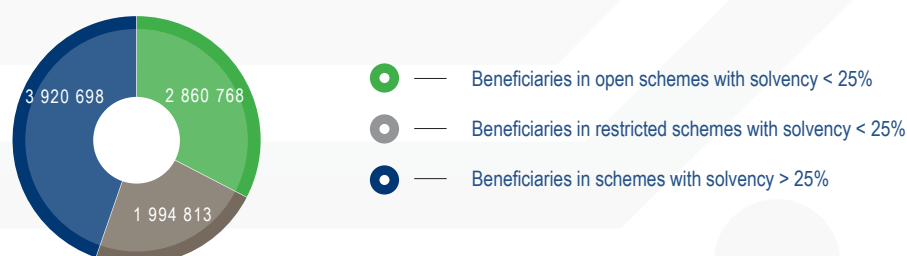 3 920 698
2 860 768
1 994 813
Beneficiaries in open schemes with solvency < 25%
Beneficiaries in restricted schemes with solvency < 25%
Beneficiaries in schemes with solvency > 25%